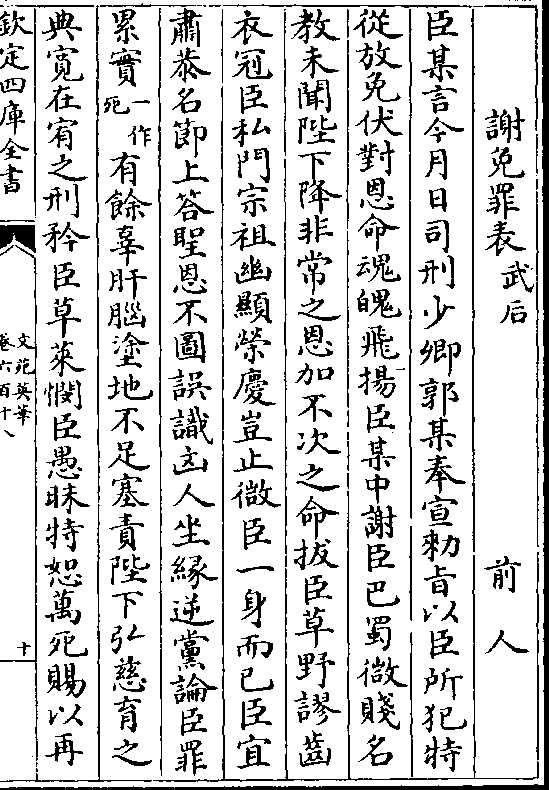 謝免罪表 武后　前人
臣某言今月日司刑少卿郭某奉宣勅旨以臣所犯特
從放免伏對恩命魂魄飛揚臣某中謝臣巴蜀微賤名
教未聞陛下降非常之恩加不次之命拔臣草野謬齒
衣冠臣私門宗祖幽顯榮慶豈止微臣一身而已臣宜
肅恭名節上答聖恩不圖誤識凶人坐緣逆黨論臣罪
累實一作死有餘辜肝腦塗地不足塞責陛下弘慈育之
典寬在宥之刑矜臣草萊憫臣愚昧特恕萬死賜以再
欽定四庫全書
文苑英華
卷六百十八
十